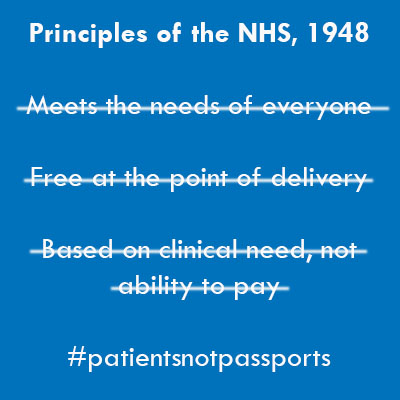 Principles of the NHS, 1948
Meets the needs of everyone
Free at the point of delivery
Based on clinical need, not
ability to pay
#patientsnotpassports